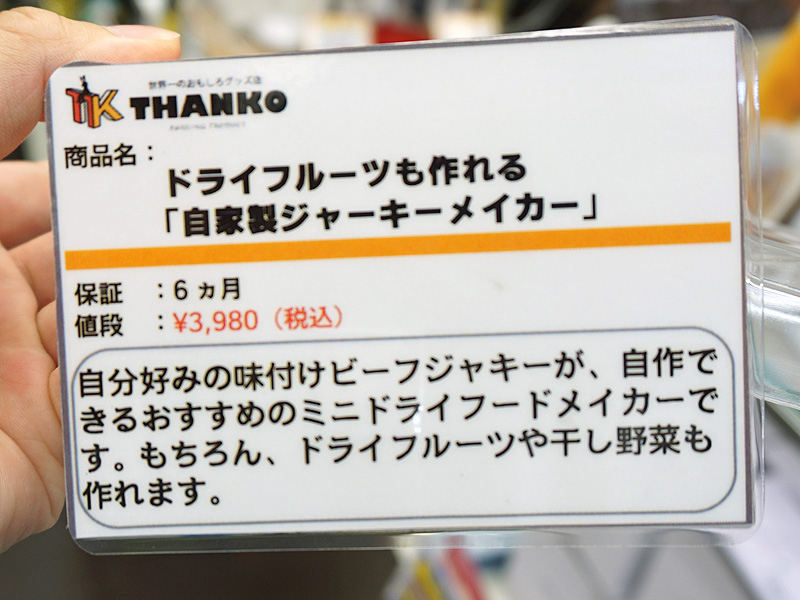 世界一のおもしろグッズ店
TK THANKO
商品名：
ドライフルーツも作れる
「自家製ジャーキーメイカー」
保証　：6ヵ月
値段　：¥3,980（税込）
自分好みの味付けビーフジャキーが、自作で
きるおすすめのミニドライフードメイカーで
す。もちろん、ドライフルーツや干し野菜も
作れます。